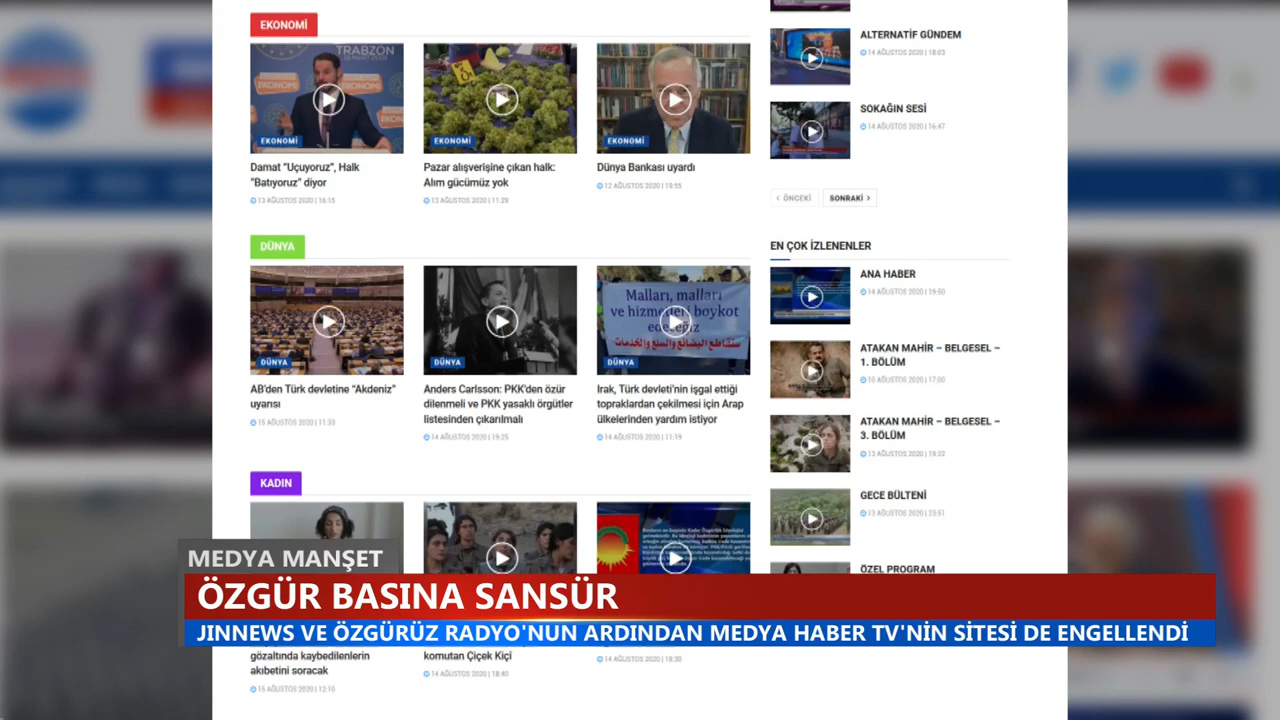 EKONOMİ
TRABZON
EKONOMİ
EKONOMİ
EKONOMİ
Damat “Uçuyoruz”, Halk
“Batıyoruz” diyor
13 AĞUSTOS 2020 | 16:15
Pazar alışverişine çıkan halk:
Alım gücümüz yok
13 AĞUSTOS 2020 | 11:29
Dünya Bankası uyardı
12 AĞUSTOS 2020 | 19:55
DÜNYA
Malları, malları
ve hizmetleri boykot
edeceğiz
سنقاطع البضائع والسلع والخدمات
DÜNYA
DÜNYA
DÜNYA
AB'den Türk devletine “Akdeniz”
uyarısı
15 AĞUSTOS 2020 | 11:33
Anders Carlsson: PKK'den özür
dilenmeli ve PKK yasaklı örgütler
listesinden çıkarılmalı
14 AĞUSTOS 2020 | 19:25
Irak, Türk devleti'nin işgal ettiği
topraklardan çekilmesi için Arap
ülkelerinden yardım istiyor
14 AĞUSTOS 2020 | 11:19
KADIN
gözaltında kaybedilenlerin
akıbetini soracak
15 AĞUSTOS 2020 | 12:10
komutan Çiçek Kiçî
14 AĞUSTOS 2020 | 18:40
14 AĞUSTOS 2020 | 18:30
ALTERNATİF GÜNDEM
14 AĞUSTOS 2020 | 18:03
SOKAĞIN SESİ
14 AĞUSTOS 2020 | 16:47
ÖNCEKİ
SONRAKİ
EN ÇOK İZLENENLER
ANA HABER
14 AĞUSTOS 2020 | 19:50
ATAKAN MAHİR – BELGESEL –
1. BÖLÜM
10 AĞUSTOS 2020 | 17:00
ATAKAN MAHİR – BELGESEL –
3. BÖLÜM
13 AĞUSTOS 2020 | 19:22
GECE BÜLTENİ
13 AĞUSTOS 2020 | 23:51
ÖZEL PROGRAM
MEDYA MANŞET
ÖZGÜR BASINA SANSÜR
JINNEWS VE ÖZGÜRÜZ RADYO'NUN ARDINDAN MEDYA HABER TV'NİN SİTESİ DE ENGELLENDİ